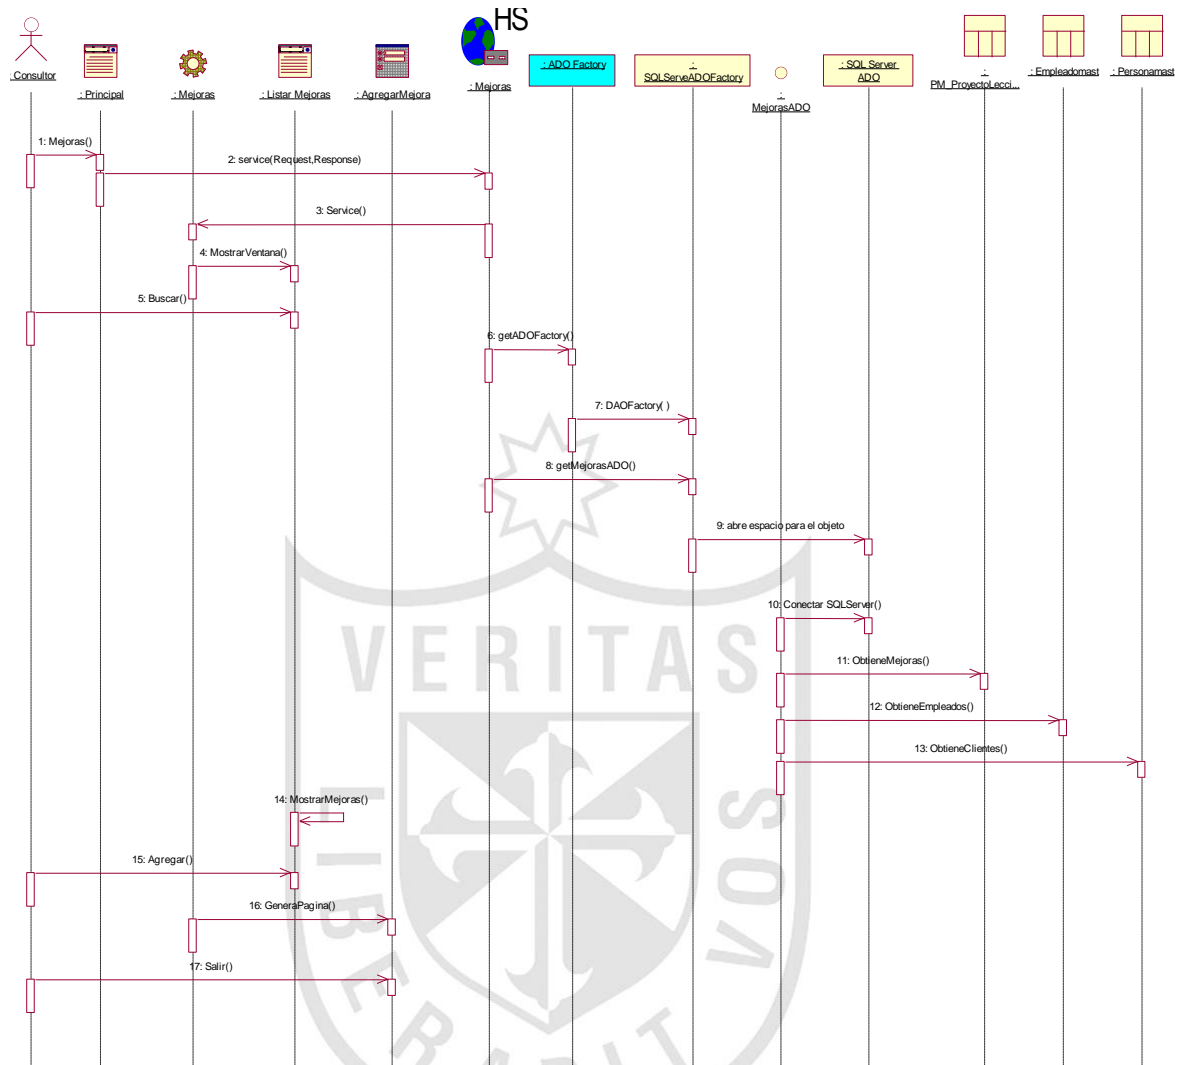 HS
: Consultor
: Principal
: Mejoras
: Listar Mejoras
: AgregarMejora
: Mejoras
: ADO Factory
:
SQLServeADOFactory
:
MejorasADO
: SQL Server
ADO
:
PM_ProyectoLecci...
: Empleadomast
: Personamast
1: Mejoras()
2: service(Request,Response)
3: Service()
4: MostrarVentana()
5: Buscar()
6: getADOFactory()
7: DAOFactory( )
8: getMejorasADO()
9: abre espacio para el objeto
10: Conectar SQLServer()
11: ObtieneMejoras()
12: ObtieneEmpleados()
13: ObtieneClientes()
14: MostrarMejoras()
15: Agregar()
16: GeneraPagina()
17: Salir()
VERITAS
LIBERABIT
VOS